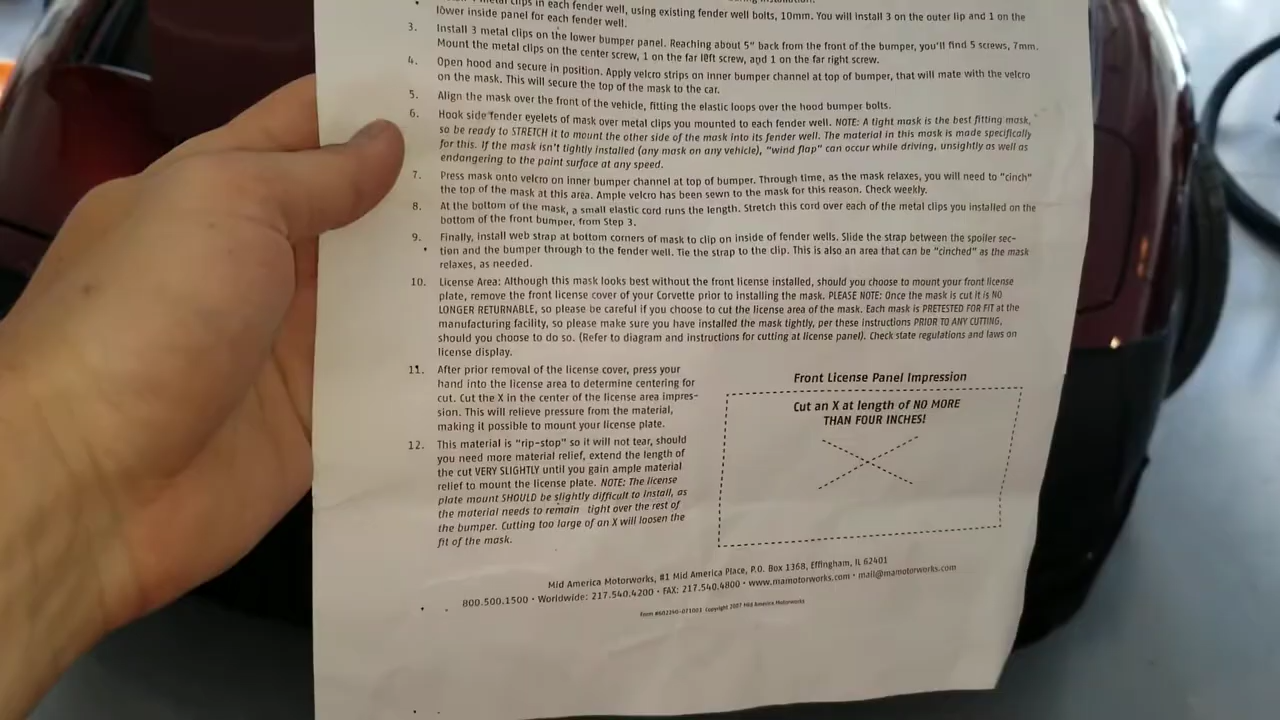 clips in each fender well, using existing fender well bolts, 10mm. You will install 3 on the outer lip and 1 on the
lower inside panel for each fender well.
3. Install 3 metal clips on the lower bumper panel. Reaching about 5" back from the front of the bumper, you'll find 5 screws, 7mm.
Mount the metal clips on the center screw, 1 on the far left screw, and 1 on the far right screw.
4. Open hood and secure in position. Apply velcro strips on inner bumper channel at top of bumper, that will mate with the velcro
on the mask. This will secure the top of the mask to the car.
5. Align the mask over the front of the vehicle, fitting the elastic loops over the hood bumper bolts.
6. Hook side fender eyelets of mask over metal clips you mounted to each fender well. NOTE: A tight mask is the best fitting mask,
so be ready to STRETCH it to mount the other side of the mask into its fender well. The material in this mask is made specifically
for this. If the mask isn't tightly installed (any mask on any vehicle), "wind flap" can occur while driving, unsightly as well as
endangering to the paint surface at any speed.
7. Press mask onto velcro on inner bumper channel at top of bumper. Through time, as the mask relaxes, you will need to "cinch"
the top of the mask at this area. Ample velcro has been sewn to the mask for this reason. Check weekly.
8. At the bottom of the mask, a small elastic cord runs the length. Stretch this cord over each of the metal clips you installed on the
bottom of the front bumper, from Step 3.
9. Finally, install web strap at bottom corners of mask to clip on inside of fender wells. Slide the strap between the spoiler sec-
tion and the bumper through to the fender well. Tie the strap to the clip. This is also an area that can be "cinched" as the mask
relaxes, as needed.
10. License Area: Although this mask looks best without the front license installed, should you choose to mount your front license
plate, remove the front license cover of your Corvette prior to installing the mask. PLEASE NOTE: Once the mask is cut it is NO
LONGER RETURNABLE, so please be careful if you choose to cut the license area of the mask. Each mask is PRETESTED FOR FIT at the
manufacturing facility, so please make sure you have installed the mask tightly, per these instructions PRIOR TO ANY CUTTING,
should you choose to do so. (Refer to diagram and instructions for cutting at license panel). Check state regulations and laws on
license display.
11. After prior removal of the license cover, press your
hand into the license area to determine centering for
cut. Cut the X in the center of the license area impres-
sion. This will relieve pressure from the material,
making it possible to mount your license plate.
12. This material is "rip-stop" so it will not tear, should
you need more material relief, extend the length of
the cut VERY SLIGHTLY until you gain ample material
relief to mount the license plate. NOTE: The license
plate mount SHOULD be slightly difficult to install, as
the material needs to remain tight over the rest of
the bumper. Cutting too large of an X will loosen the
fit of the mask.
Front License Panel Impression
Cut an X at length of NO MORE
THAN FOUR INCHES!
Mid America Motorworks, #1 Mid America Place, P.O. Box 1368, Effingham, IL 62401
800.500.1500 • Worldwide: 217.540.4200 • FAX: 217.540.4800 • www.mamotorworks.com • mail@mamotorworks.com
Copyright 2007 Mid America Motorworks